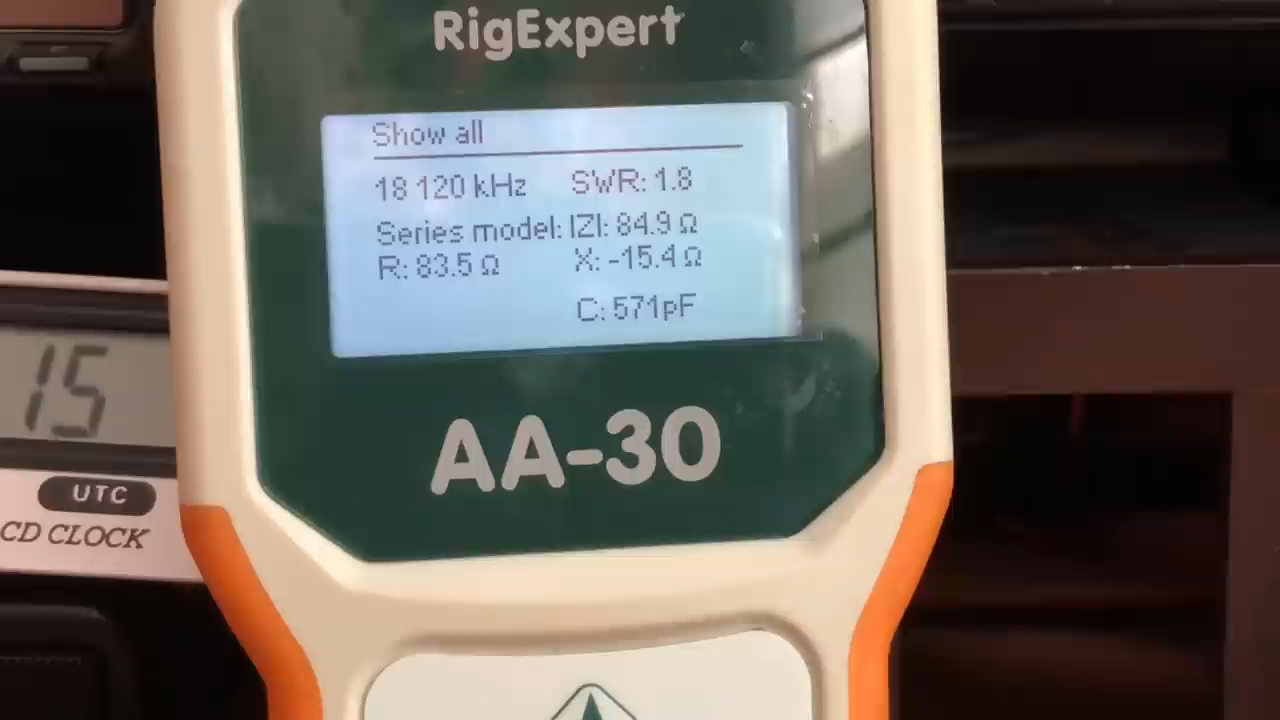 RigExpert
Show all
18 120 kHz SWR: 1.8
Series model: |Z|: 84.9 Ω
R: 83.5 Ω X: -15.4 Ω
C: 571pF
AA-30
15
UTC
CD CLOCK